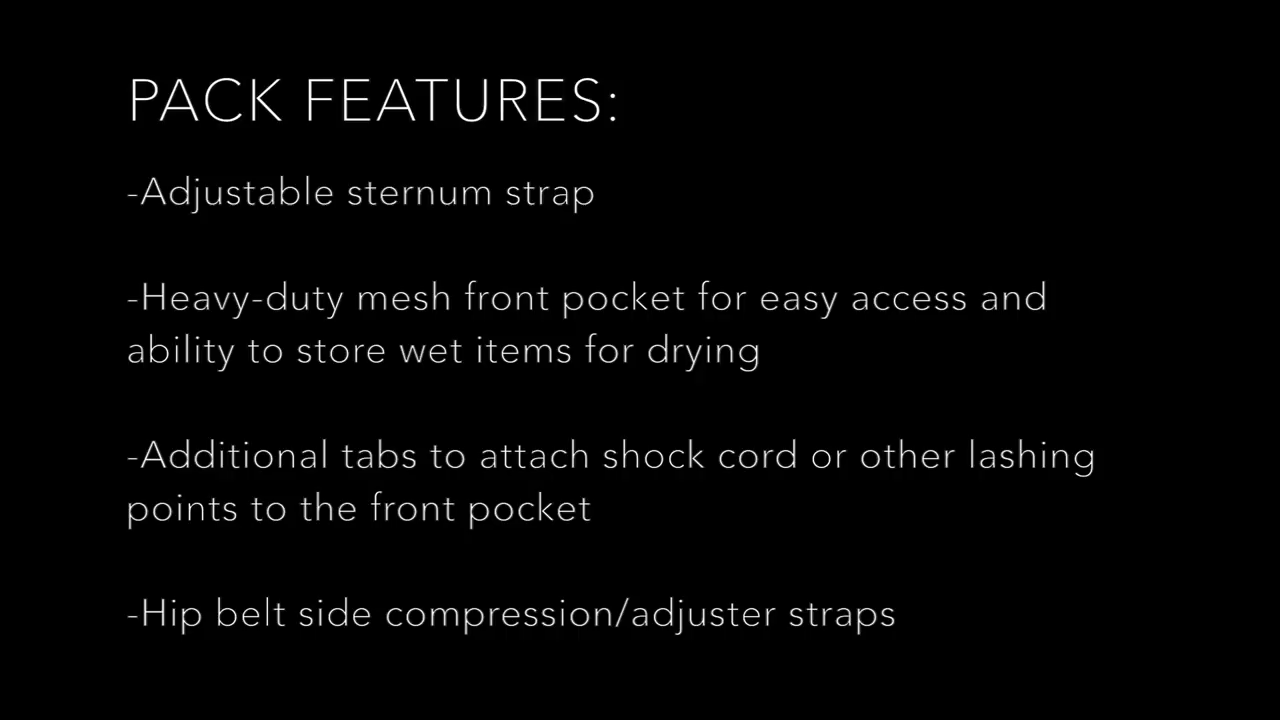 PACK FEATURES:
-Adjustable sternum strap
-Heavy-duty mesh front pocket for easy access and
ability to store wet items for drying
-Additional tabs to attach shock cord or other lashing
points to the front pocket
-Hip belt side compression/adjuster straps